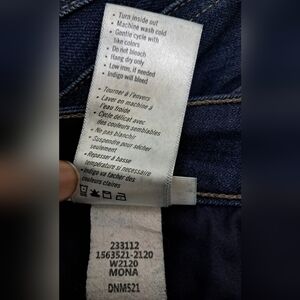 • Turn inside out
• Machine wash cold
• Gentle cycle with
like colors
• Do not bleach
• Hang dry only
• Low iron, if needed
• Indigo will bleed
• Tourner à l'envers
• Laver en machine à
l'eau froide
• Cycle délicat avec
des couleurs semblables
• Ne pas blanchir
• Suspendre pour sécher
seulement
• Repasser à basse
température si nécessaire
• Indigo va tacher des
couleurs claires
233112
1563521-2120
W2120
MONA
DNM521